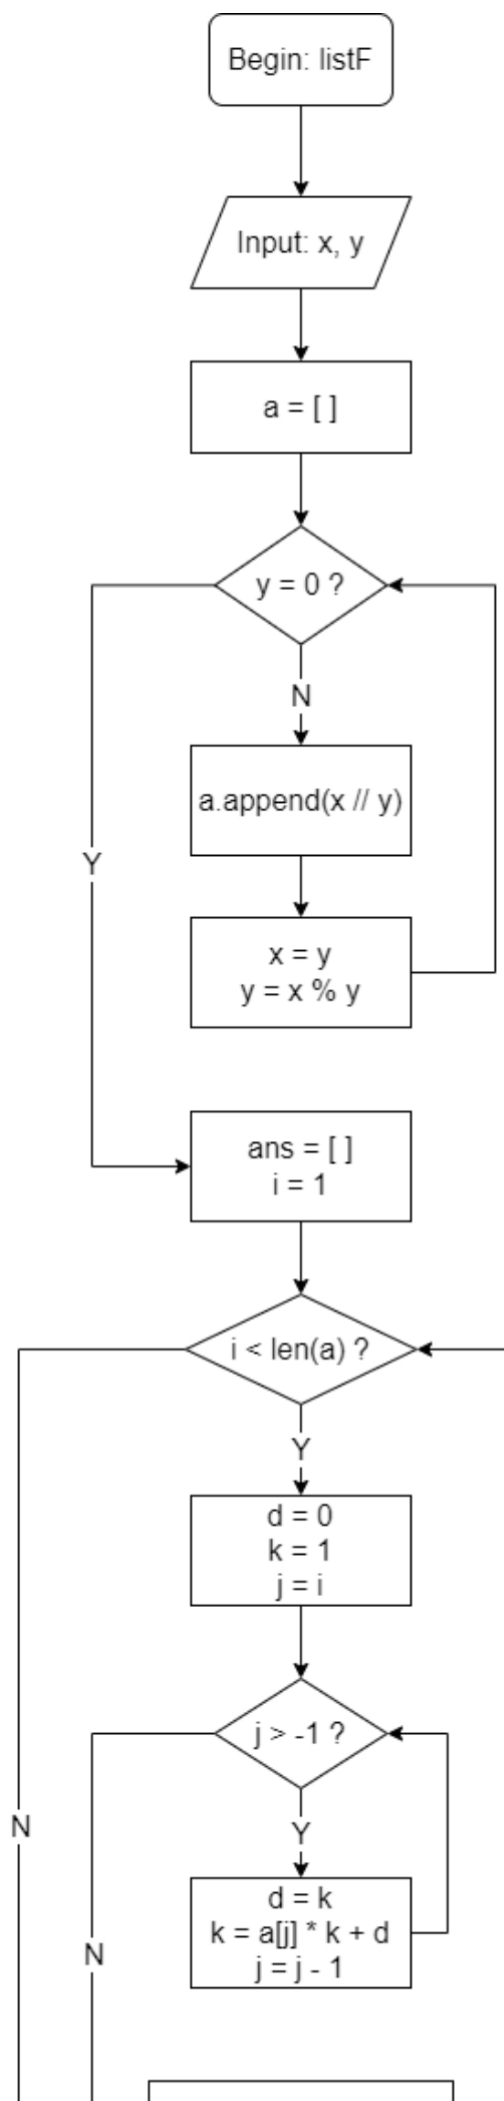 Begin: listF
Input: x, y
a = [ ]
y = 0 ?
N
a.append(x // y)
Y
x = y
y = x % y
ans = [ ]
i = 1
i < len(a) ?
Y
d = 0
k = 1
j = i
j > -1 ?
N
Y
d = k
k = a[j] * k + d
j = j - 1
N